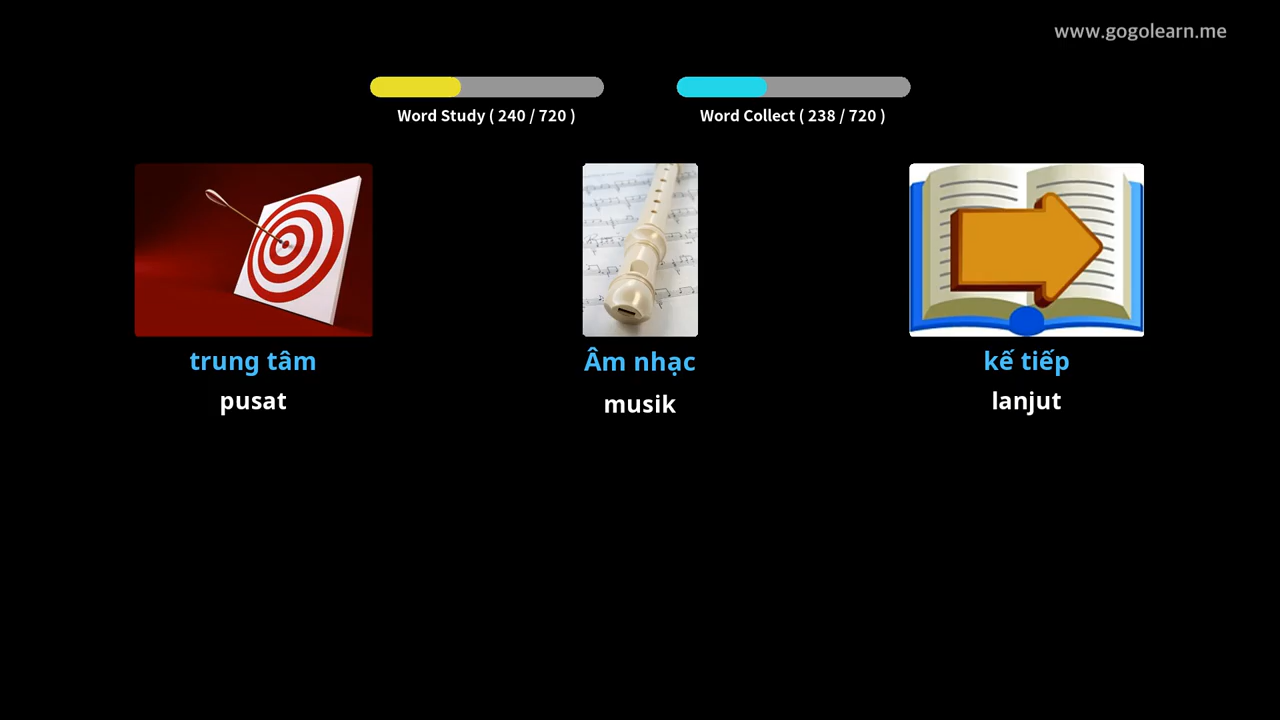 www.gogolearn.me
Word Study ( 240 / 720 )
Word Collect ( 238 / 720 )
trung tâm
Âm nhạc
kế tiếp
pusat
musik
lanjut